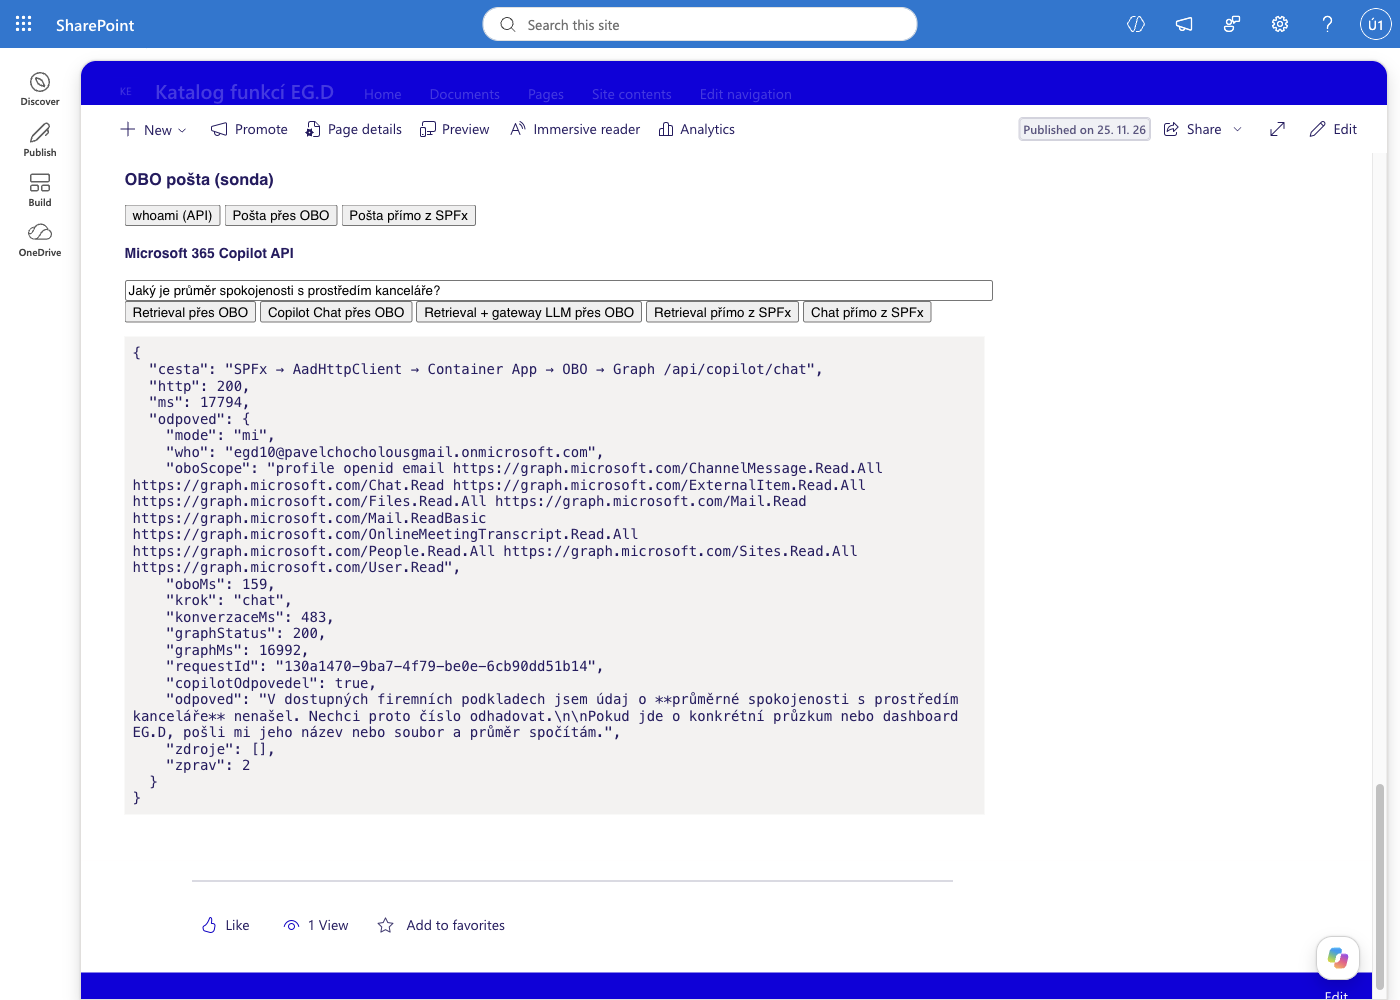 SharePoint
Search this site
Ú1
Discover
Publish
Build
OneDrive
KE
Katalog funkcí EG.D
Home
Documents
Pages
Site contents
Edit navigation
New
Promote
Page details
Preview
Immersive reader
Analytics
Published on 25. 11. 26
Share
Edit
OBO pošta (sonda)
whoami (API)
Pošta přes OBO
Pošta přímo z SPFx
Microsoft 365 Copilot API
Jaký je průměr spokojenosti s prostředím kanceláře?
Retrieval přes OBO
Copilot Chat přes OBO
Retrieval + gateway LLM přes OBO
Retrieval přímo z SPFx
Chat přímo z SPFx
{
"cesta": "SPFx → AadHttpClient → Container App → OBO → Graph /api/copilot/chat",
"http": 200,
"ms": 17794,
"odpoved": {
"mode": "mi",
"who": "egd10@pavelchocholousgmail.onmicrosoft.com",
"oboScope": "profile openid email https://graph.microsoft.com/ChannelMessage.Read.All
https://graph.microsoft.com/Chat.Read https://graph.microsoft.com/ExternalItem.Read.All
https://graph.microsoft.com/Files.Read.All https://graph.microsoft.com/Mail.Read
https://graph.microsoft.com/Mail.ReadBasic
https://graph.microsoft.com/OnlineMeetingTranscript.Read.All
https://graph.microsoft.com/People.Read.All https://graph.microsoft.com/Sites.Read.All
https://graph.microsoft.com/User.Read",
"oboMs": 159,
"krok": "chat",
"konverzaceMs": 483,
"graphStatus": 200,
"graphMs": 16992,
"requestId": "130a1470-9ba7-4f79-be0e-6cb90dd51b14",
"copilotOdpovedel": true,
"odpoved": "V dostupných firemních podkladech jsem údaj o **průměrné spokojenosti s prostředím
kanceláře** nenašel. Nechci proto číslo odhadovat.\n\nPokud jde o konkrétní průzkum nebo dashboard
EG.D, pošli mi jeho název nebo soubor a průměr spočítám.",
"zdroje": [],
"zprav": 2
}
}
Like
1 View
Add to favorites
Edit